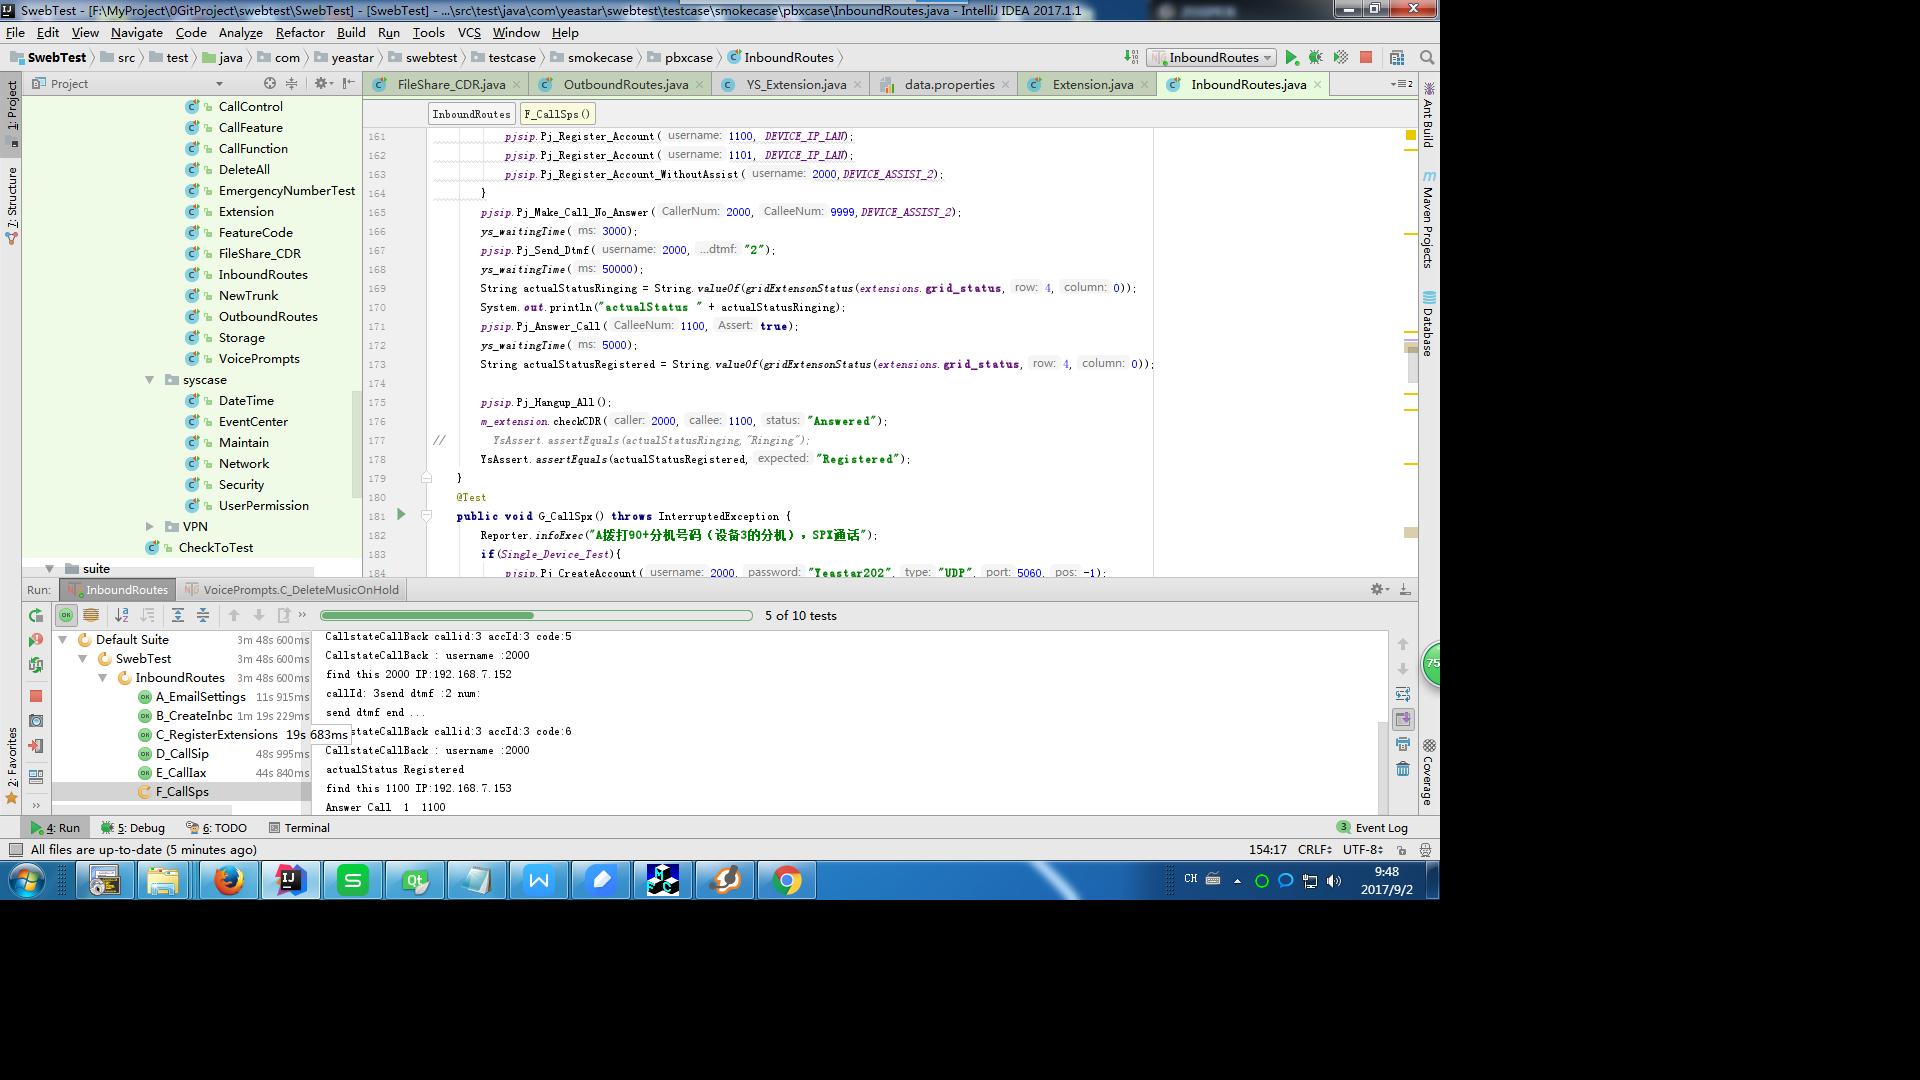 SwebTest - [F:\MyProject\0GitProject\swebtest\SwebTest] - [SwebTest] - ...\src\test\java\com\yeastar\swebtest\testcase\smokecase\pbxcase\InboundRoutes.java - IntelliJ IDEA 2017.1.1
File Edit View Navigate Code Analyze Refactor Build Run Tools VCS Window Help
SwebTest src test java com yeastar swebtest testcase smokecase pbxcase InboundRoutes InboundRoutes
Project FileShare_CDR.java OutboundRoutes.java YS_Extension.java data.properties Extension.java InboundRoutes.java
InboundRoutes F_CallSps()
1: Project
7: Structure
2: Favorites
CallControl
CallFeature
CallFunction
DeleteAll
EmergencyNumberTest
Extension
FeatureCode
FileShare_CDR
InboundRoutes
NewTrunk
OutboundRoutes
Storage
VoicePrompts
syscase
DateTime
EventCenter
Maintain
Network
Security
UserPermission
VPN
CheckToTest
suite
161 pjsip.Pj_Register_Account( username: 1100, DEVICE_IP_LAN);
162 pjsip.Pj_Register_Account( username: 1101, DEVICE_IP_LAN);
163 pjsip.Pj_Register_Account_WithoutAssist( username: 2000,DEVICE_ASSIST_2);
164 }
165 pjsip.Pj_Make_Call_No_Answer( CallerNum: 2000, CalleeNum: 9999,DEVICE_ASSIST_2);
166 ys_waitingTime( ms: 3000);
167 pjsip.Pj_Send_Dtmf( username: 2000, ...dtmf: "2");
168 ys_waitingTime( ms: 50000);
169 String actualStatusRinging = String.valueOf(gridExtensonStatus(extensions.grid_status, row: 4, column: 0));
170 System.out.println("actualStatus " + actualStatusRinging);
171 pjsip.Pj_Answer_Call( CalleeNum: 1100, Assert: true);
172 ys_waitingTime( ms: 5000);
173 String actualStatusRegistered = String.valueOf(gridExtensonStatus(extensions.grid_status, row: 4, column: 0));
174
175 pjsip.Pj_Hangup_All();
176 m_extension.checkCDR( caller: 2000, callee: 1100, status: "Answered");
177 // YsAssert.assertEquals(actualStatusRinging,"Ringing");
178 YsAssert.assertEquals(actualStatusRegistered, expected: "Registered");
179 }
180 @Test
181 public void G_CallSpx() throws InterruptedException {
182 Reporter.infoExec("A拨打90+分机号码（设备3的分机），SPX通话");
183 if(Single_Device_Test){
184 pjsip.Pj_CreateAccount( username: 2000, password: "Yeastar202", type: "UDP", port: 5060, pos: -1);
Ant Build
Maven Projects
Database
Coverage
Run: InboundRoutes VoicePrompts.C_DeleteMusicOnHold
5 of 10 tests
Default Suite 3m 48s 600ms
SwebTest 3m 48s 600ms
InboundRoutes 3m 48s 600ms
A_EmailSettings 11s 915ms
B_CreateInbc 1m 19s 229ms
C_RegisterExtensions 19s 683ms
D_CallSip 48s 995ms
E_CallIax 44s 840ms
F_CallSps
CallstateCallBack callid:3 accId:3 code:5
CallstateCallBack : username :2000
find this 2000 IP:192.168.7.152
callId: 3send dtmf :2 num:
send dtmf end ...
stateCallBack callid:3 accId:3 code:6
CallstateCallBack : username :2000
actualStatus Registered
find this 1100 IP:192.168.7.153
Answer Call 1 1100
75
4: Run 5: Debug 6: TODO Terminal 3 Event Log
All files are up-to-date (5 minutes ago) 154:17 CRLF UTF-8
CH 9:48
2017/9/2